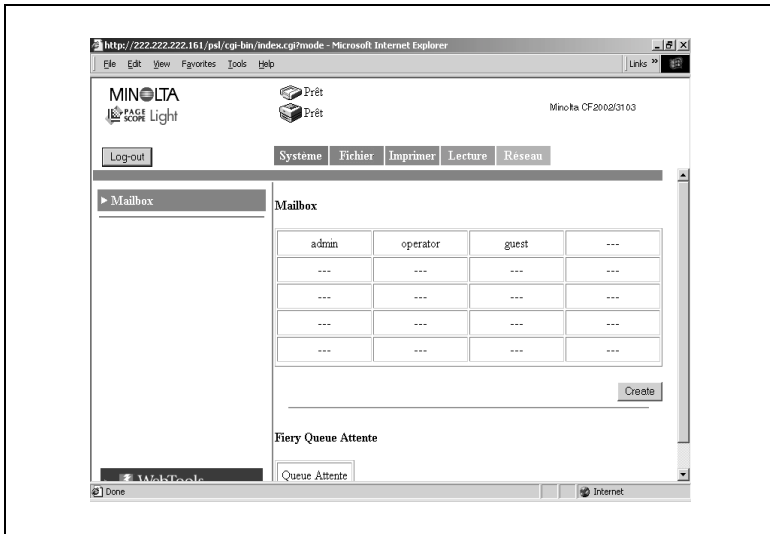 http://222.222.222.161/psl/cgi-bin/index.cgi?mode - Microsoft Internet Explorer
File Edit View Favorites Tools Help
Links »
MINOLTA
PAGE SCOPE Light
Prêt
Prêt
Minolta CF2002/3103
Log-out
Système Fichier Imprimer Lecture Réseau
Mailbox
Mailbox
admin operator guest ---
--- --- --- ---
--- --- --- ---
--- --- --- ---
--- --- --- ---
Create
Fiery Queue Attente
Queue Attente
WebTools
Done
Internet